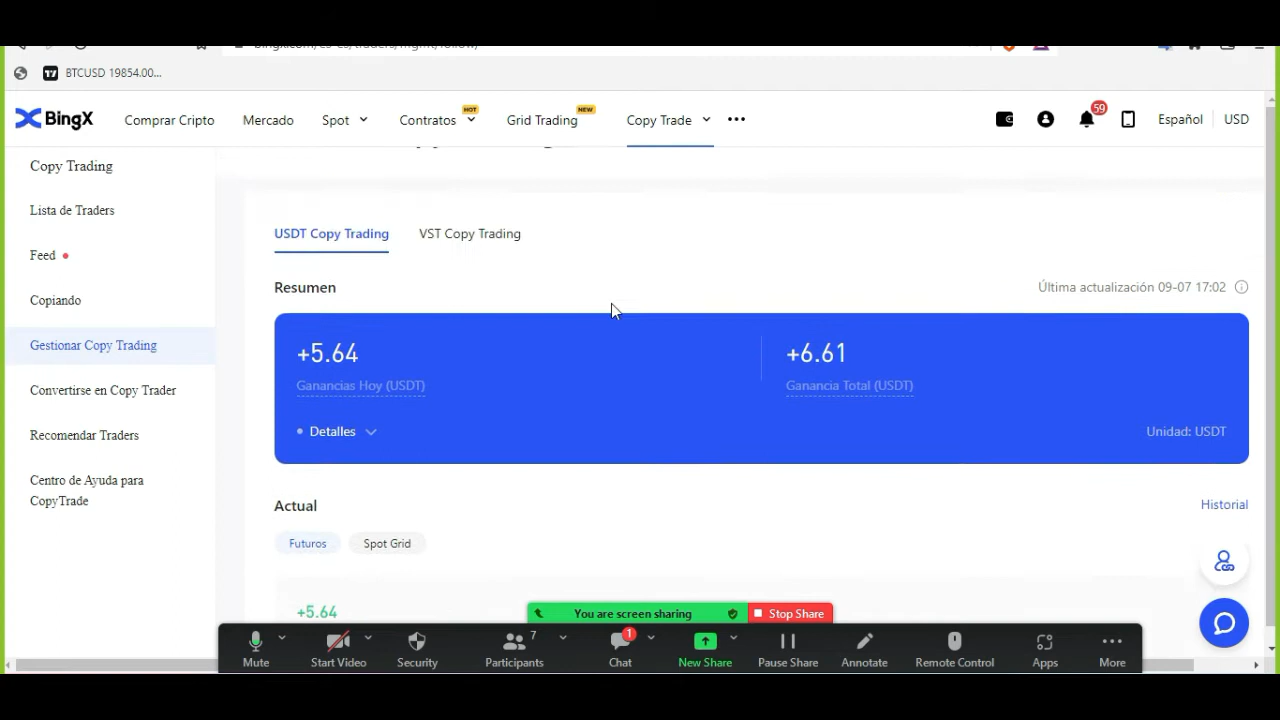 BTCUSD 19854.00...
BingX
Comprar Cripto
Mercado
Spot
Contratos
HOT
Grid Trading
NEW
Copy Trade
59
Español
USD
Copy Trading
Lista de Traders
Feed
Copiando
Gestionar Copy Trading
Convertirse en Copy Trader
Recomendar Traders
Centro de Ayuda para
CopyTrade
USDT Copy Trading
VST Copy Trading
Resumen
Última actualización 09-07 17:02
+5.64
Ganancias Hoy (USDT)
+6.61
Ganancia Total (USDT)
Detalles
Unidad: USDT
Actual
Historial
Futuros
Spot Grid
+5.64
You are screen sharing
Stop Share
Mute
Start Video
Security
Participants
7
Chat
1
New Share
Pause Share
Annotate
Remote Control
Apps
More